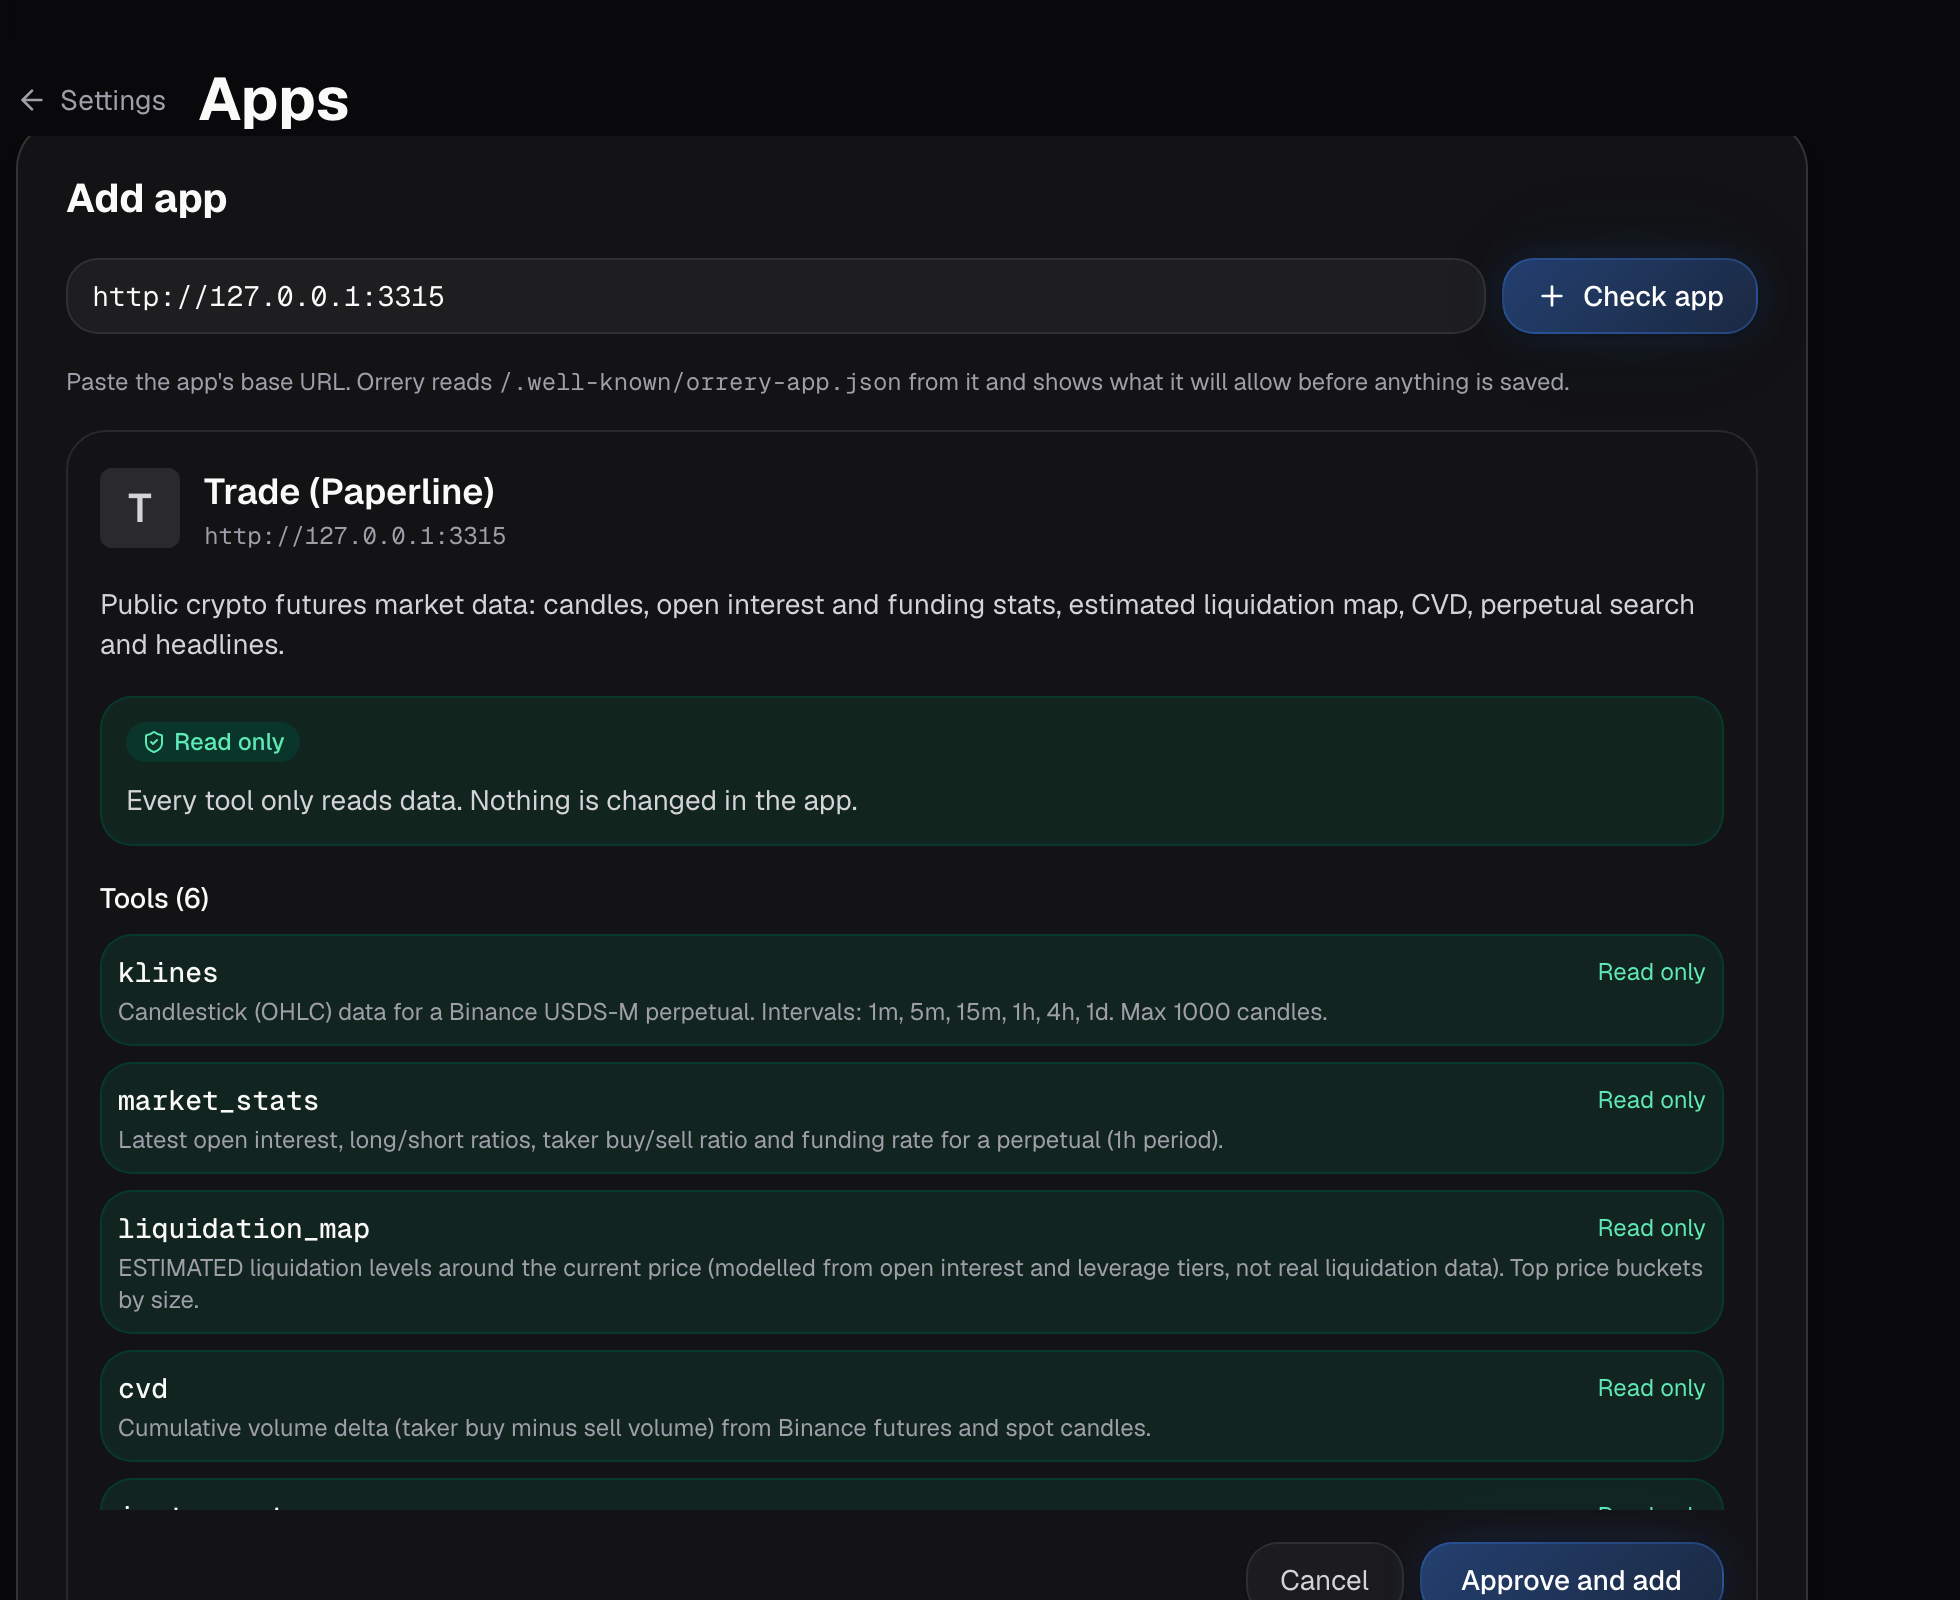 Settings Apps
Add app
http://127.0.0.1:3315
+ Check app
Paste the app's base URL. Orrery reads /.well-known/orrery-app.json from it and shows what it will allow before anything is saved.
T
Trade (Paperline)
http://127.0.0.1:3315
Public crypto futures market data: candles, open interest and funding stats, estimated liquidation map, CVD, perpetual search
and headlines.
Read only
Every tool only reads data. Nothing is changed in the app.
Tools (6)
klines Read only
Candlestick (OHLC) data for a Binance USDS-M perpetual. Intervals: 1m, 5m, 15m, 1h, 4h, 1d. Max 1000 candles.
market_stats Read only
Latest open interest, long/short ratios, taker buy/sell ratio and funding rate for a perpetual (1h period).
liquidation_map Read only
ESTIMATED liquidation levels around the current price (modelled from open interest and leverage tiers, not real liquidation data). Top price buckets
by size.
cvd Read only
Cumulative volume delta (taker buy minus sell volume) from Binance futures and spot candles.
Cancel
Approve and add